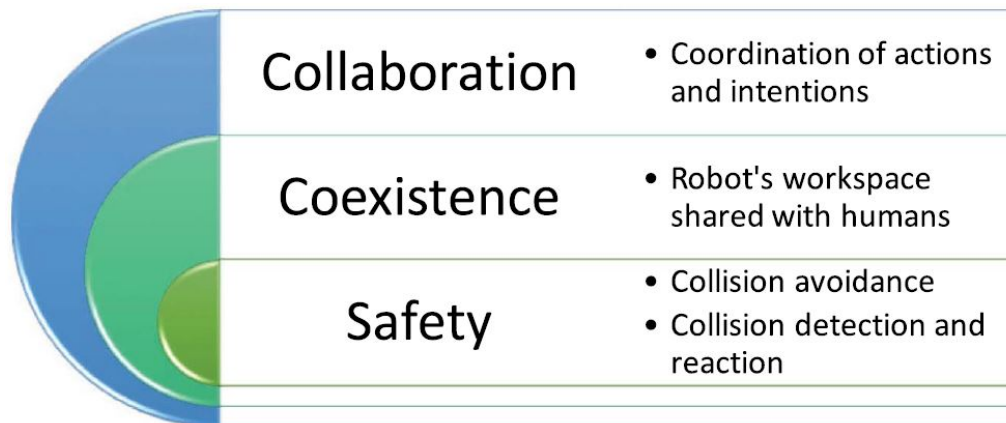 Collaboration
• Coordination of actions
and intentions
Coexistence
• Robot's workspace
shared with humans
Safety
• Collision avoidance
• Collision detection and
reaction